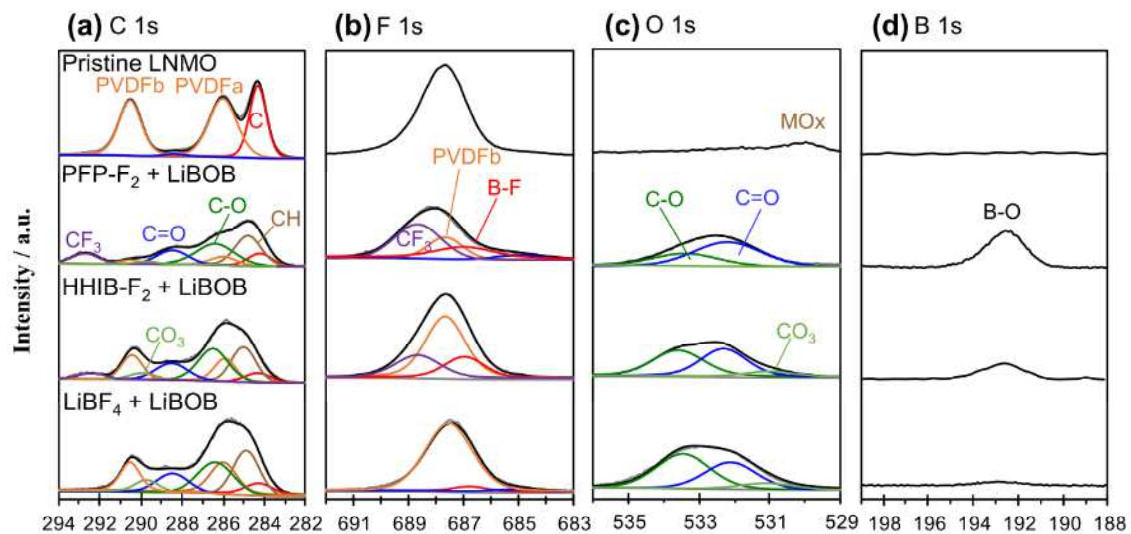 (a) C 1s
(b) F 1s
(c) O 1s
(d) B 1s
Intensity / a.u.
Pristine LNMO
PVDFb
PVDFa
C
MOx
PFP-F₂ + LiBOB
CF₃
C=O
C-O
CH
PVDFb
B-F
CF₃
C-O
C=O
B-O
HHIB-F₂ + LiBOB
CO₃
CO₃
LiBF₄ + LiBOB
294 292 290 288 286 284 282
691 689 687 685 683
535 533 531 529
198 196 194 192 190 188